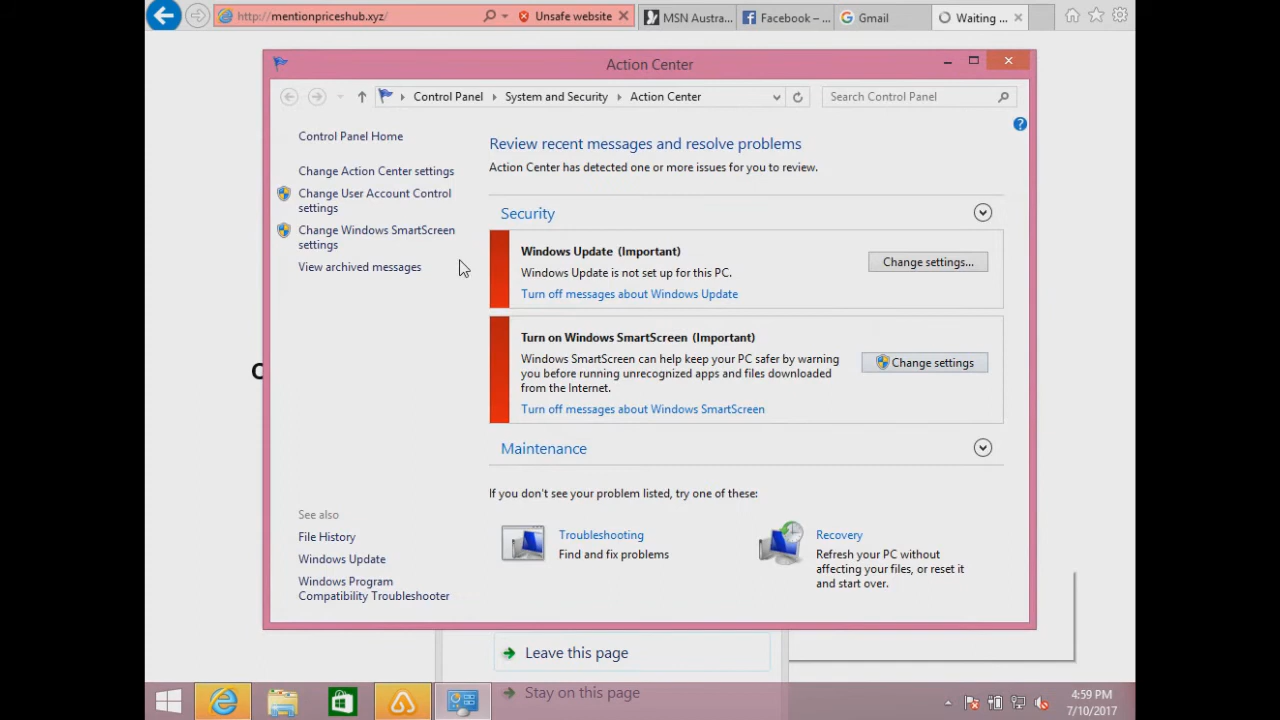 http://mentionpriceshub.xyz/
Unsafe website
MSN Austra...
Facebook – ...
Gmail
Waiting ...
Action Center
Control Panel
System and Security
Action Center
Search Control Panel
Control Panel Home
Change Action Center settings
Change User Account Control
settings
Change Windows SmartScreen
settings
View archived messages
Review recent messages and resolve problems
Action Center has detected one or more issues for you to review.
Security
Windows Update (Important)
Windows Update is not set up for this PC.
Turn off messages about Windows Update
Change settings...
Turn on Windows SmartScreen (Important)
Windows SmartScreen can help keep your PC safer by warning
you before running unrecognized apps and files downloaded
from the Internet.
Turn off messages about Windows SmartScreen
Change settings
Maintenance
If you don't see your problem listed, try one of these:
Troubleshooting
Find and fix problems
Recovery
Refresh your PC without
affecting your files, or reset it
and start over.
See also
File History
Windows Update
Windows Program
Compatibility Troubleshooter
Leave this page
Stay on this page
4:59 PM
7/10/2017